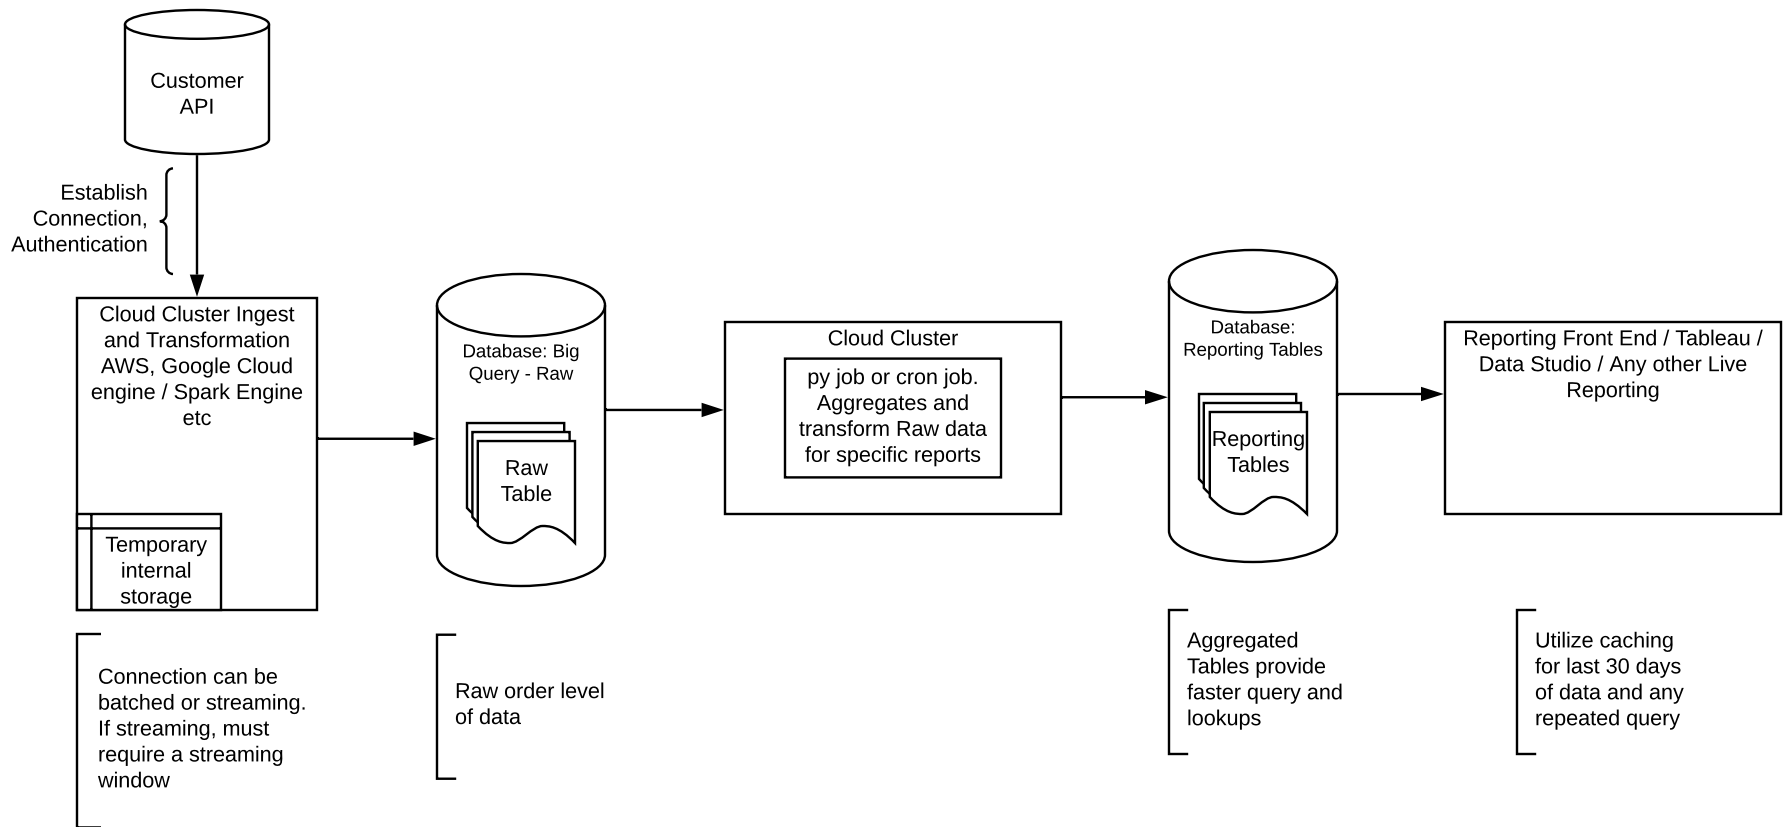 Customer
API
Establish
Connection,
Authentication
Cloud Cluster Ingest
and Transformation
AWS, Google Cloud
engine / Spark Engine
etc
Temporary
internal
storage
Connection can be
batched or streaming.
If streaming, must
require a streaming
window
Database: Big
Query - Raw
Raw
Table
Raw order level
of data
Cloud Cluster
py job or cron job.
Aggregates and
transform Raw data
for specific reports
Database:
Reporting Tables
Reporting
Tables
Aggregated
Tables provide
faster query and
lookups
Reporting Front End / Tableau /
Data Studio / Any other Live
Reporting
Utilize caching
for last 30 days
of data and any
repeated query